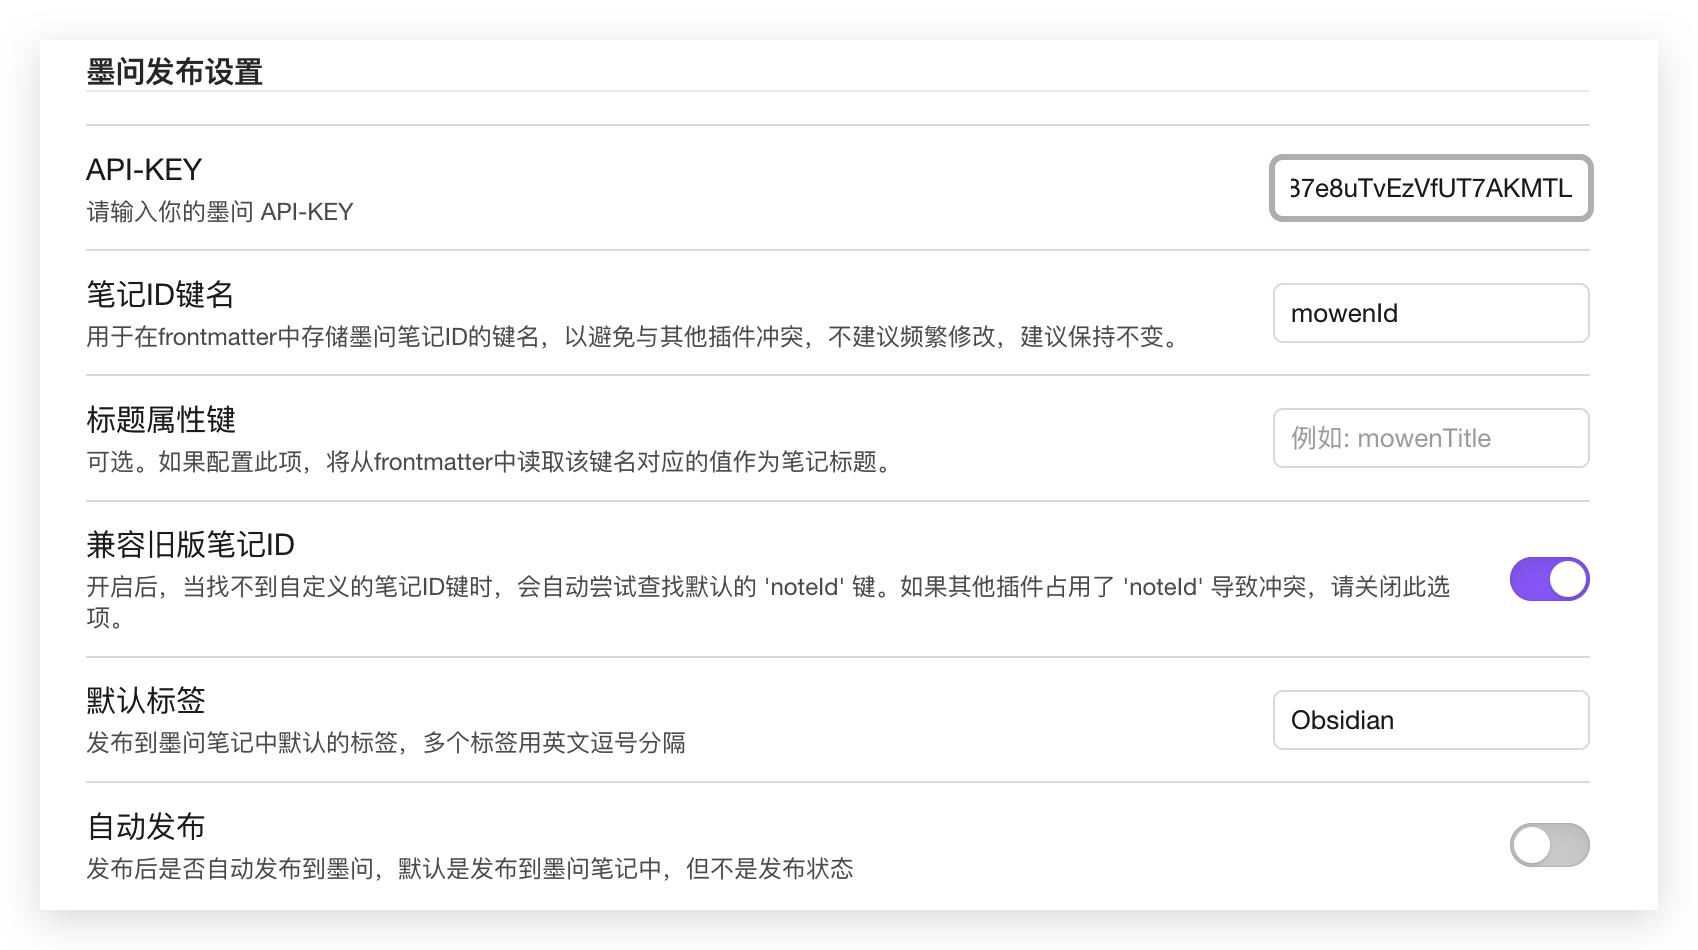 墨问发布设置
API-KEY
请输入你的墨问 API-KEY
37e8uTvEzVfUT7AKMTL
笔记ID键名
用于在frontmatter中存储墨问笔记ID的键名，以避免与其他插件冲突，不建议频繁修改，建议保持不变。
mowenId
标题属性键
可选。如果配置此项，将从frontmatter中读取该键名对应的值作为笔记标题。
例如: mowenTitle
兼容旧版笔记ID
开启后，当找不到自定义的笔记ID键时，会自动尝试查找默认的 'noteId' 键。如果其他插件占用了 'noteId' 导致冲突，请关闭此选
项。
默认标签
发布到墨问笔记中默认的标签，多个标签用英文逗号分隔
Obsidian
自动发布
发布后是否自动发布到墨问，默认是发布到墨问笔记中，但不是发布状态